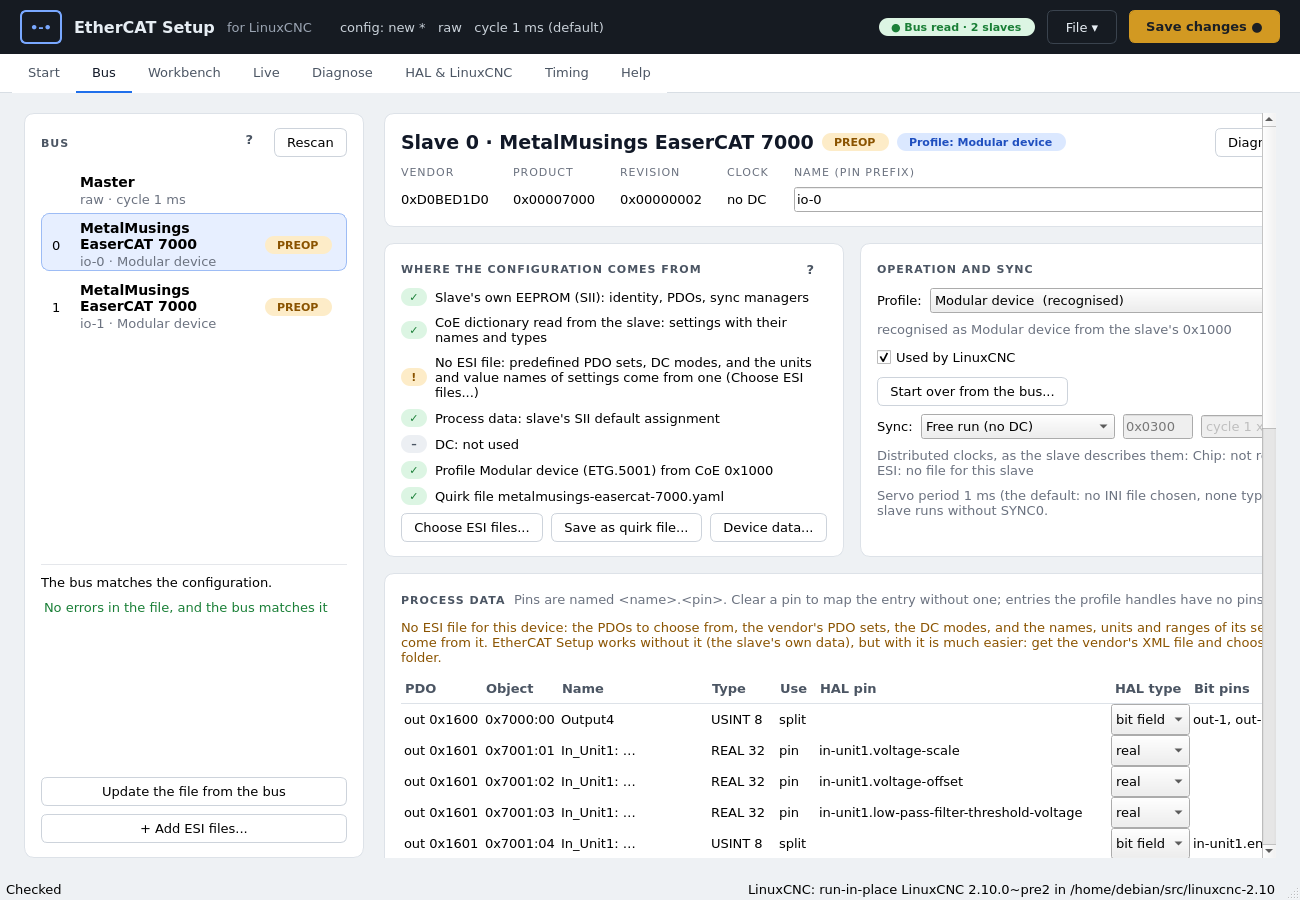 EtherCAT Setup for LinuxCNC config: new * raw cycle 1 ms (default) ● Bus read · 2 slaves File ▾ Save changes ●
Start Bus Workbench Live Diagnose HAL & LinuxCNC Timing Help
BUS ? Rescan
Master
raw · cycle 1 ms
0 MetalMusings EaserCAT 7000 PREOP
io-0 · Modular device
1 MetalMusings EaserCAT 7000 PREOP
io-1 · Modular device
The bus matches the configuration.
No errors in the file, and the bus matches it
Update the file from the bus
+ Add ESI files...
Slave 0 · MetalMusings EaserCAT 7000 PREOP Profile: Modular device Diagr
VENDOR PRODUCT REVISION CLOCK NAME (PIN PREFIX)
0xD0BED1D0 0x00007000 0x00000002 no DC io-0
WHERE THE CONFIGURATION COMES FROM ?
✓ Slave's own EEPROM (SII): identity, PDOs, sync managers
✓ CoE dictionary read from the slave: settings with their
names and types
! No ESI file: predefined PDO sets, DC modes, and the units
and value names of settings come from one (Choose ESI
files...)
✓ Process data: slave's SII default assignment
– DC: not used
✓ Profile Modular device (ETG.5001) from CoE 0x1000
✓ Quirk file metalmusings-easercat-7000.yaml
Choose ESI files... Save as quirk file... Device data...
OPERATION AND SYNC
Profile: Modular device (recognised)
recognised as Modular device from the slave's 0x1000
Used by LinuxCNC
Start over from the bus...
Sync: Free run (no DC) 0x0300 cycle 1 x
Distributed clocks, as the slave describes them: Chip: not r
ESI: no file for this slave
Servo period 1 ms (the default: no INI file chosen, none typ
slave runs without SYNC0.
PROCESS DATA Pins are named <name>.<pin>. Clear a pin to map the entry without one; entries the profile handles have no pins
No ESI file for this device: the PDOs to choose from, the vendor's PDO sets, the DC modes, and the names, units and ranges of its se
come from it. EtherCAT Setup works without it (the slave's own data), but with it is much easier: get the vendor's XML file and choos
folder.
PDO Object Name Type Use HAL pin HAL type Bit pins
out 0x1600 0x7000:00 Output4 USINT 8 split bit field out-1, out-
out 0x1601 0x7001:01 In_Unit1: ... REAL 32 pin in-unit1.voltage-scale real
out 0x1601 0x7001:02 In_Unit1: ... REAL 32 pin in-unit1.voltage-offset real
out 0x1601 0x7001:03 In_Unit1: ... REAL 32 pin in-unit1.low-pass-filter-threshold-voltage real
out 0x1601 0x7001:04 In_Unit1: ... USINT 8 split bit field in-unit1.en
Checked LinuxCNC: run-in-place LinuxCNC 2.10.0~pre2 in /home/debian/src/linuxcnc-2.10